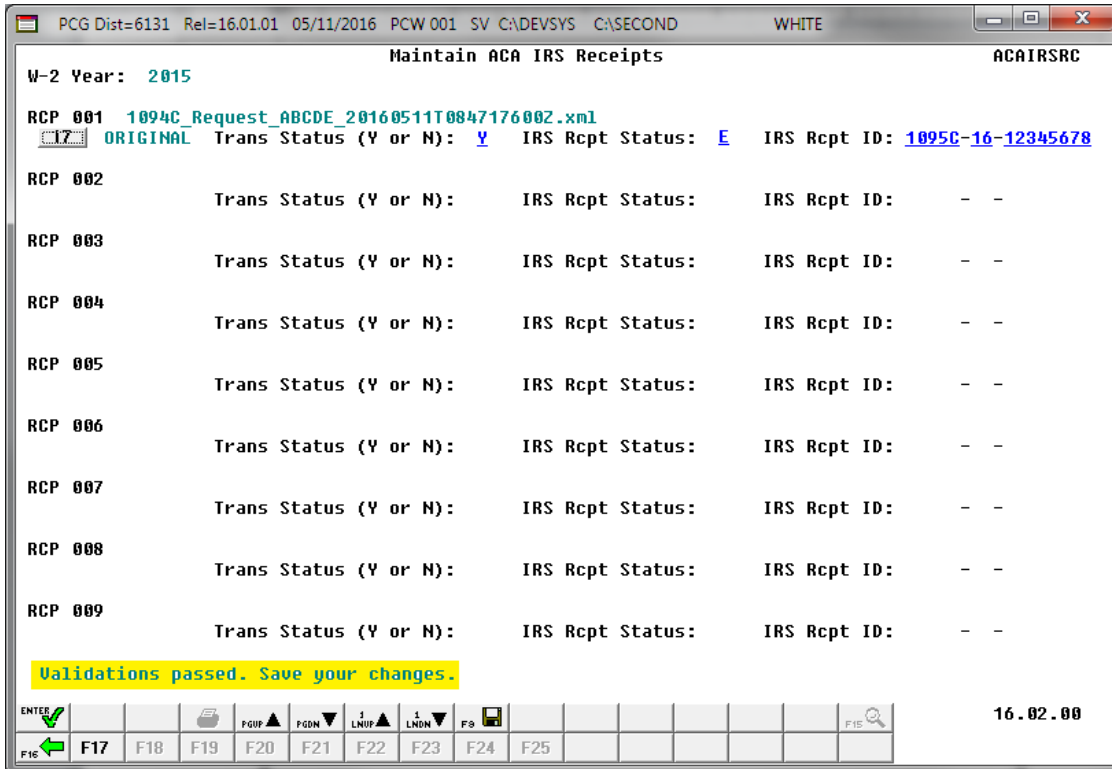 PCG Dist=6131 Rel=16.01.01 05/11/2016 PCW 001 SV C:\DEVSYS C:\SECOND WHITE
Maintain ACA IRS Receipts ACAIRSRC
W-2 Year: 2015
RCP 001 1094C_Request_ABCDE_20160511T084717600Z.xml
17 ORIGINAL Trans Status (Y or N): Y IRS Rcpt Status: E IRS Rcpt ID: 1095C-16-12345678
RCP 002
Trans Status (Y or N): IRS Rcpt Status: IRS Rcpt ID: - -
RCP 003
Trans Status (Y or N): IRS Rcpt Status: IRS Rcpt ID: - -
RCP 004
Trans Status (Y or N): IRS Rcpt Status: IRS Rcpt ID: - -
RCP 005
Trans Status (Y or N): IRS Rcpt Status: IRS Rcpt ID: - -
RCP 006
Trans Status (Y or N): IRS Rcpt Status: IRS Rcpt ID: - -
RCP 007
Trans Status (Y or N): IRS Rcpt Status: IRS Rcpt ID: - -
RCP 008
Trans Status (Y or N): IRS Rcpt Status: IRS Rcpt ID: - -
RCP 009
Trans Status (Y or N): IRS Rcpt Status: IRS Rcpt ID: - -
Validations passed. Save your changes.
ENTER PGUP PGDN 1 LNUP 1 LNDN F9 F15 16.02.00
F16 F17 F18 F19 F20 F21 F22 F23 F24 F25